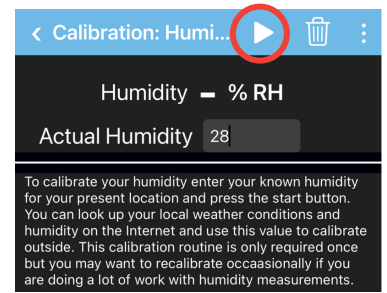 ‹ Calibration: Humi...
Humidity – % RH
Actual Humidity 28
To calibrate your humidity enter your known humidity
for your present location and press the start button.
You can look up your local weather conditions and
humidity on the Internet and use this value to calibrate
outside. This calibration routine is only required once
but you may want to recalibrate occaasionally if you
are doing a lot of work with humidity measurements.